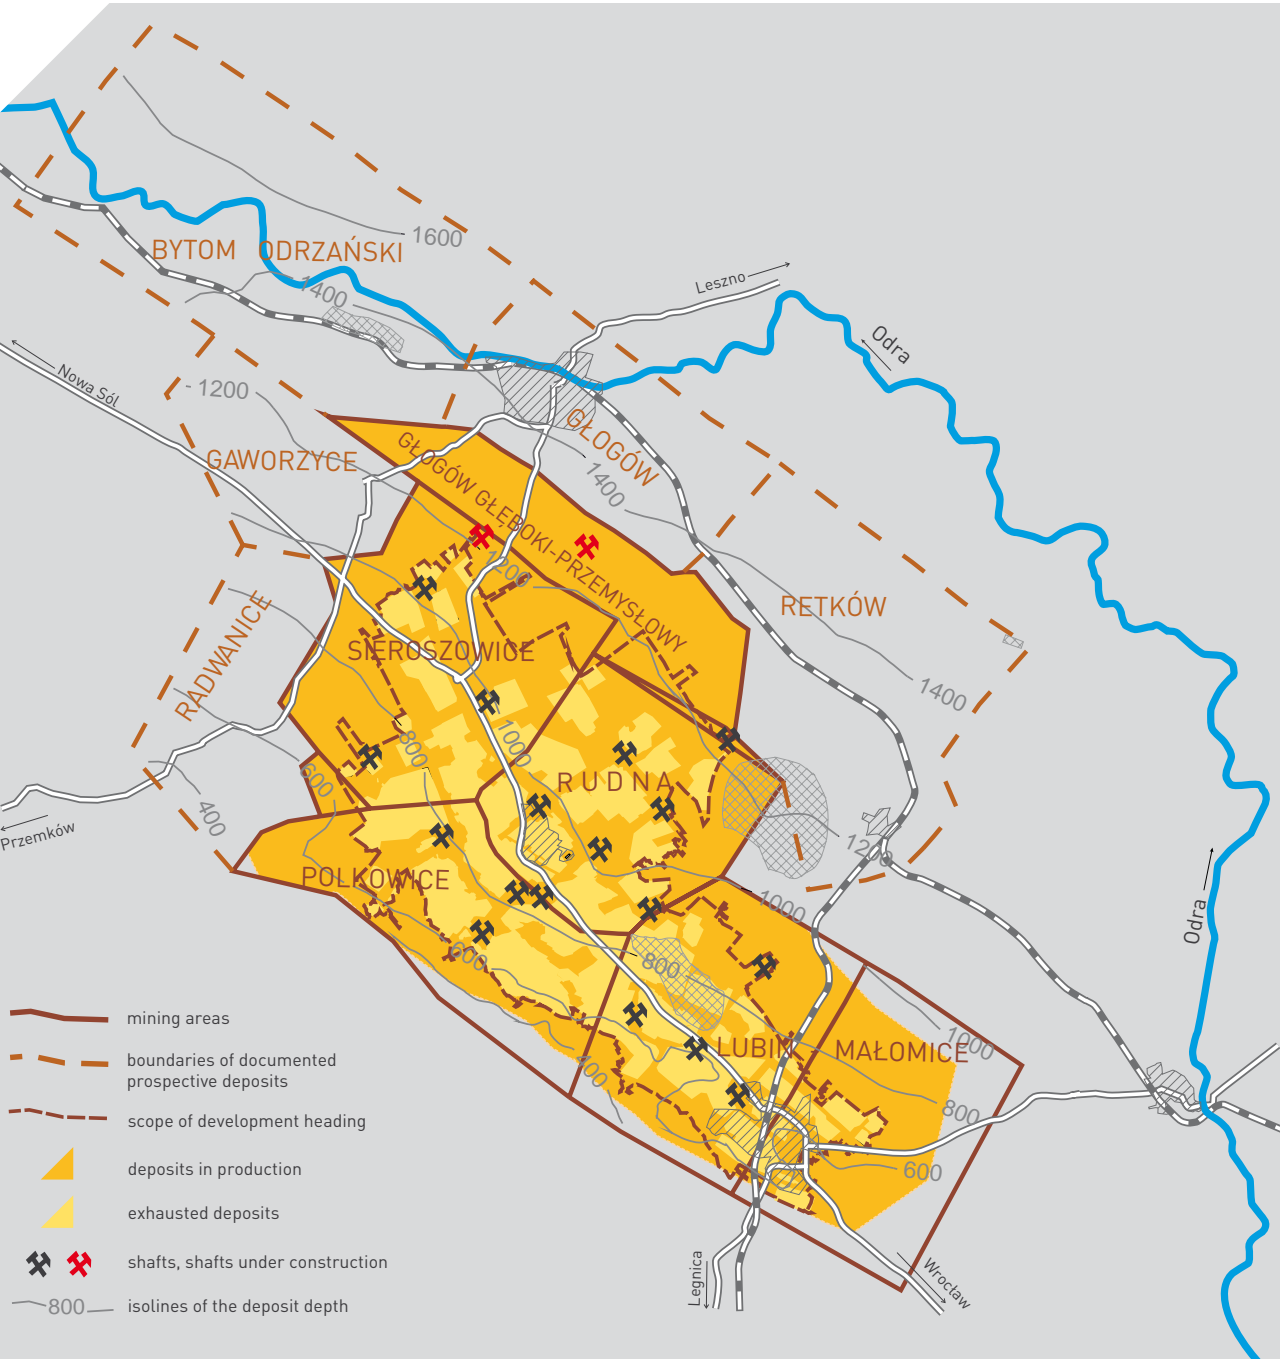 1600
BYTOM ODRZAŃSKI
1400
Leszno
Odra
Nowa Sól
1200
GŁOGÓW
GAWORZYCE
GŁOGÓW GŁĘBOKI-PRZEMYSŁOWY
1400
1200
RADWANICE
RETKÓW
SIEROSZOWICE
1400
800
1000
600
RUDNA
400
Przemków
1200
POLKOWICE
1000
Odra
600
800
1000
LUBIN
MAŁOMICE
400
800
600
Legnica
Wrocław
mining areas
boundaries of documented
prospective deposits
scope of development heading
deposits in production
exhausted deposits
shafts, shafts under construction
800
isolines of the deposit depth